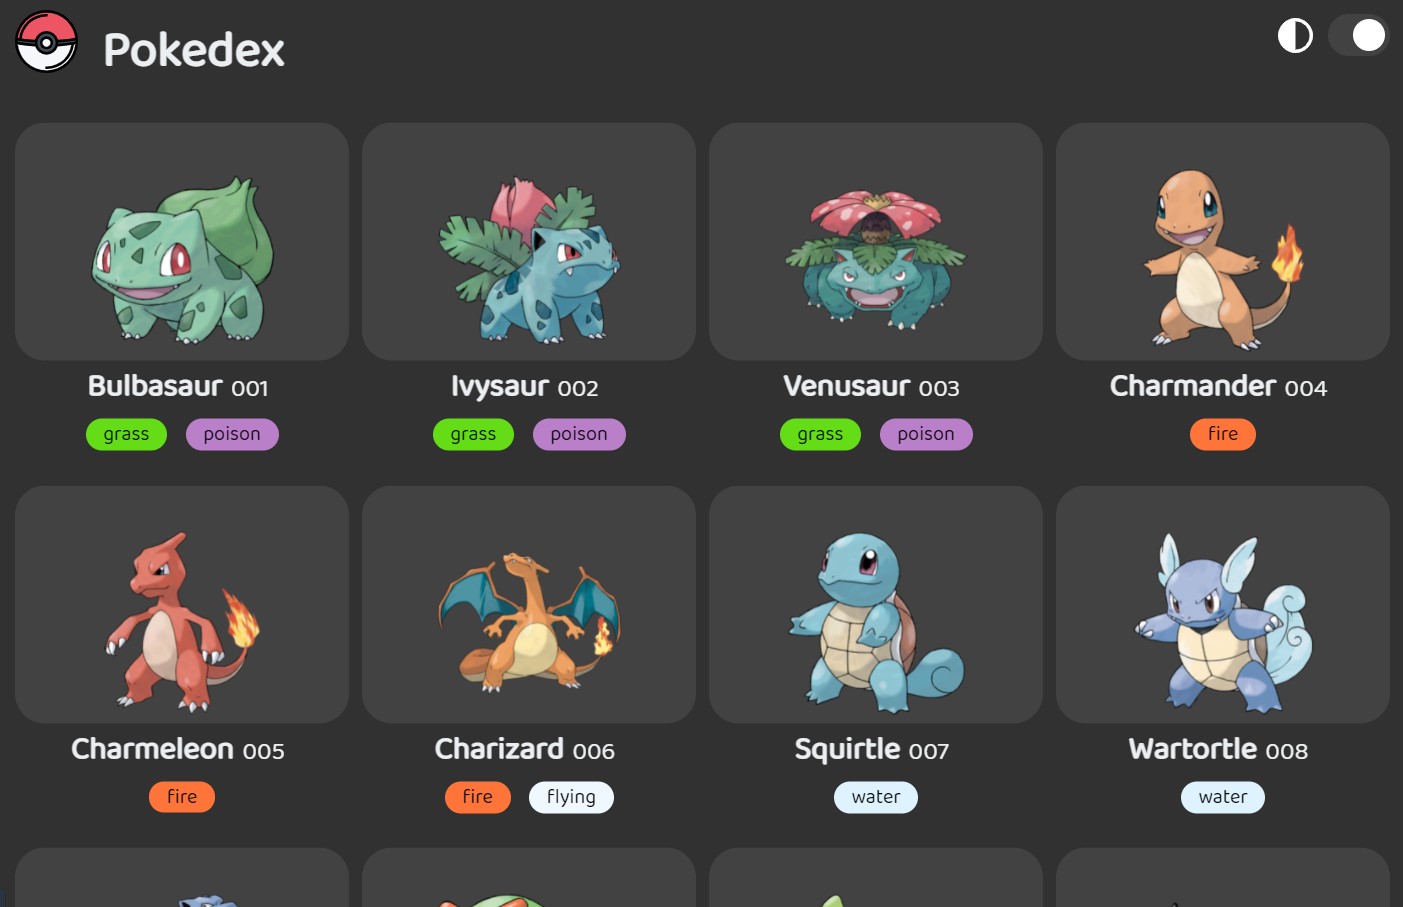 Pokedex
Bulbasaur 001
grass poison
Ivysaur 002
grass poison
Venusaur 003
grass poison
Charmander 004
fire
Charmeleon 005
fire
Charizard 006
fire flying
Squirtle 007
water
Wartortle 008
water